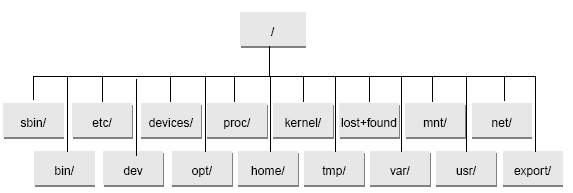 /
sbin/ etc/ devices/ proc/ kernel/ lost+found mnt/ net/
bin/ dev opt/ home/ tmp/ var/ usr/ export/